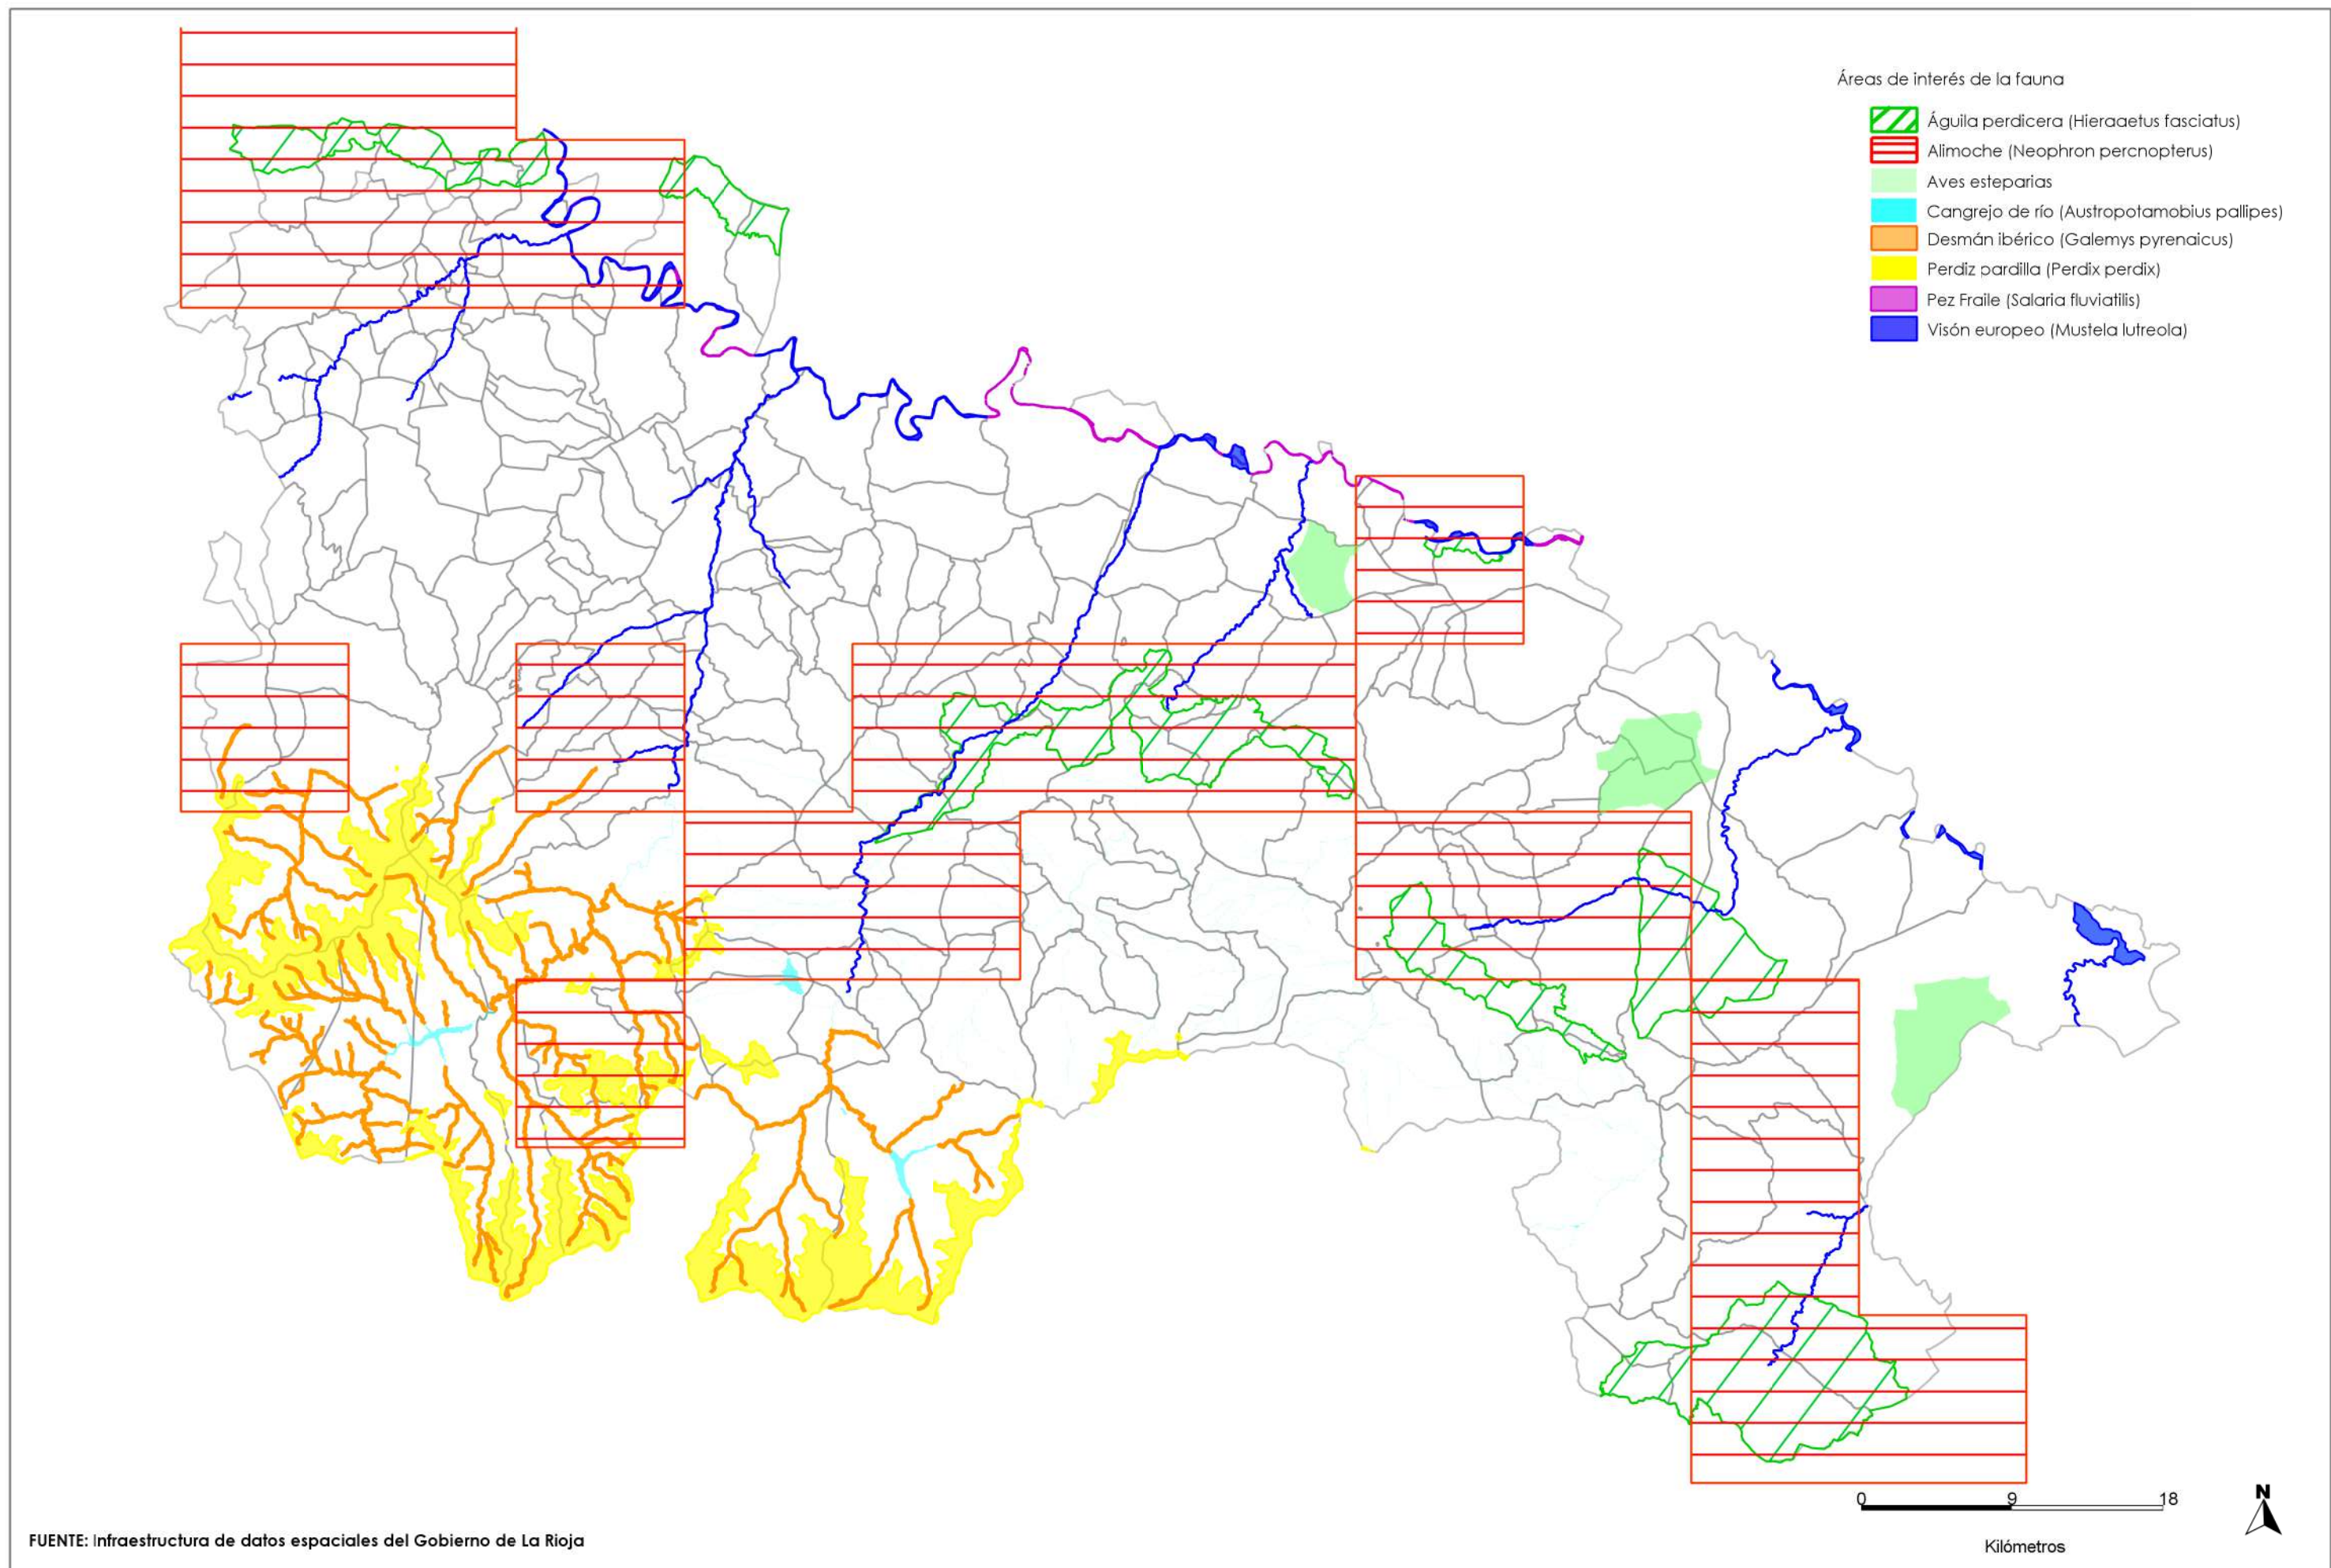 Áreas de interés de la fauna
Águila perdicera (Hieraaetus fasciatus)
Alimoche (Neophron percnopterus)
Aves esteparias
Cangrejo de río (Austropotamobius pallipes)
Desmán ibérico (Galemys pyrenaicus)
Perdiz pardilla (Perdix perdix)
Pez Fraile (Salaria fluviatilis)
Visón europeo (Mustela lutreola)
0 9 18
N
Kilómetros
FUENTE: Infraestructura de datos espaciales del Gobierno de La Rioja